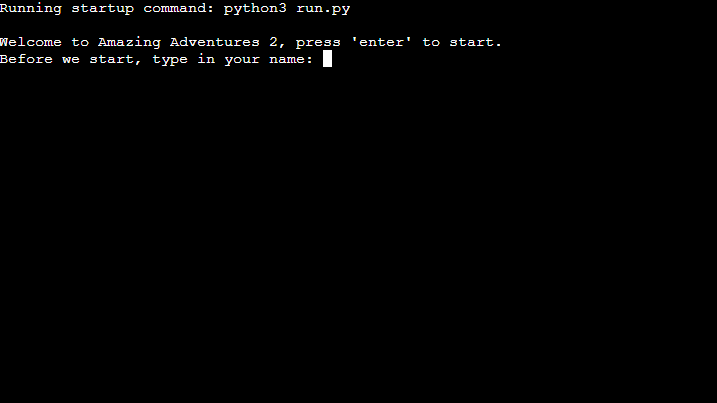 Running startup command: python3 run.py
Welcome to Amazing Adventures 2, press 'enter' to start.
Before we start, type in your name: